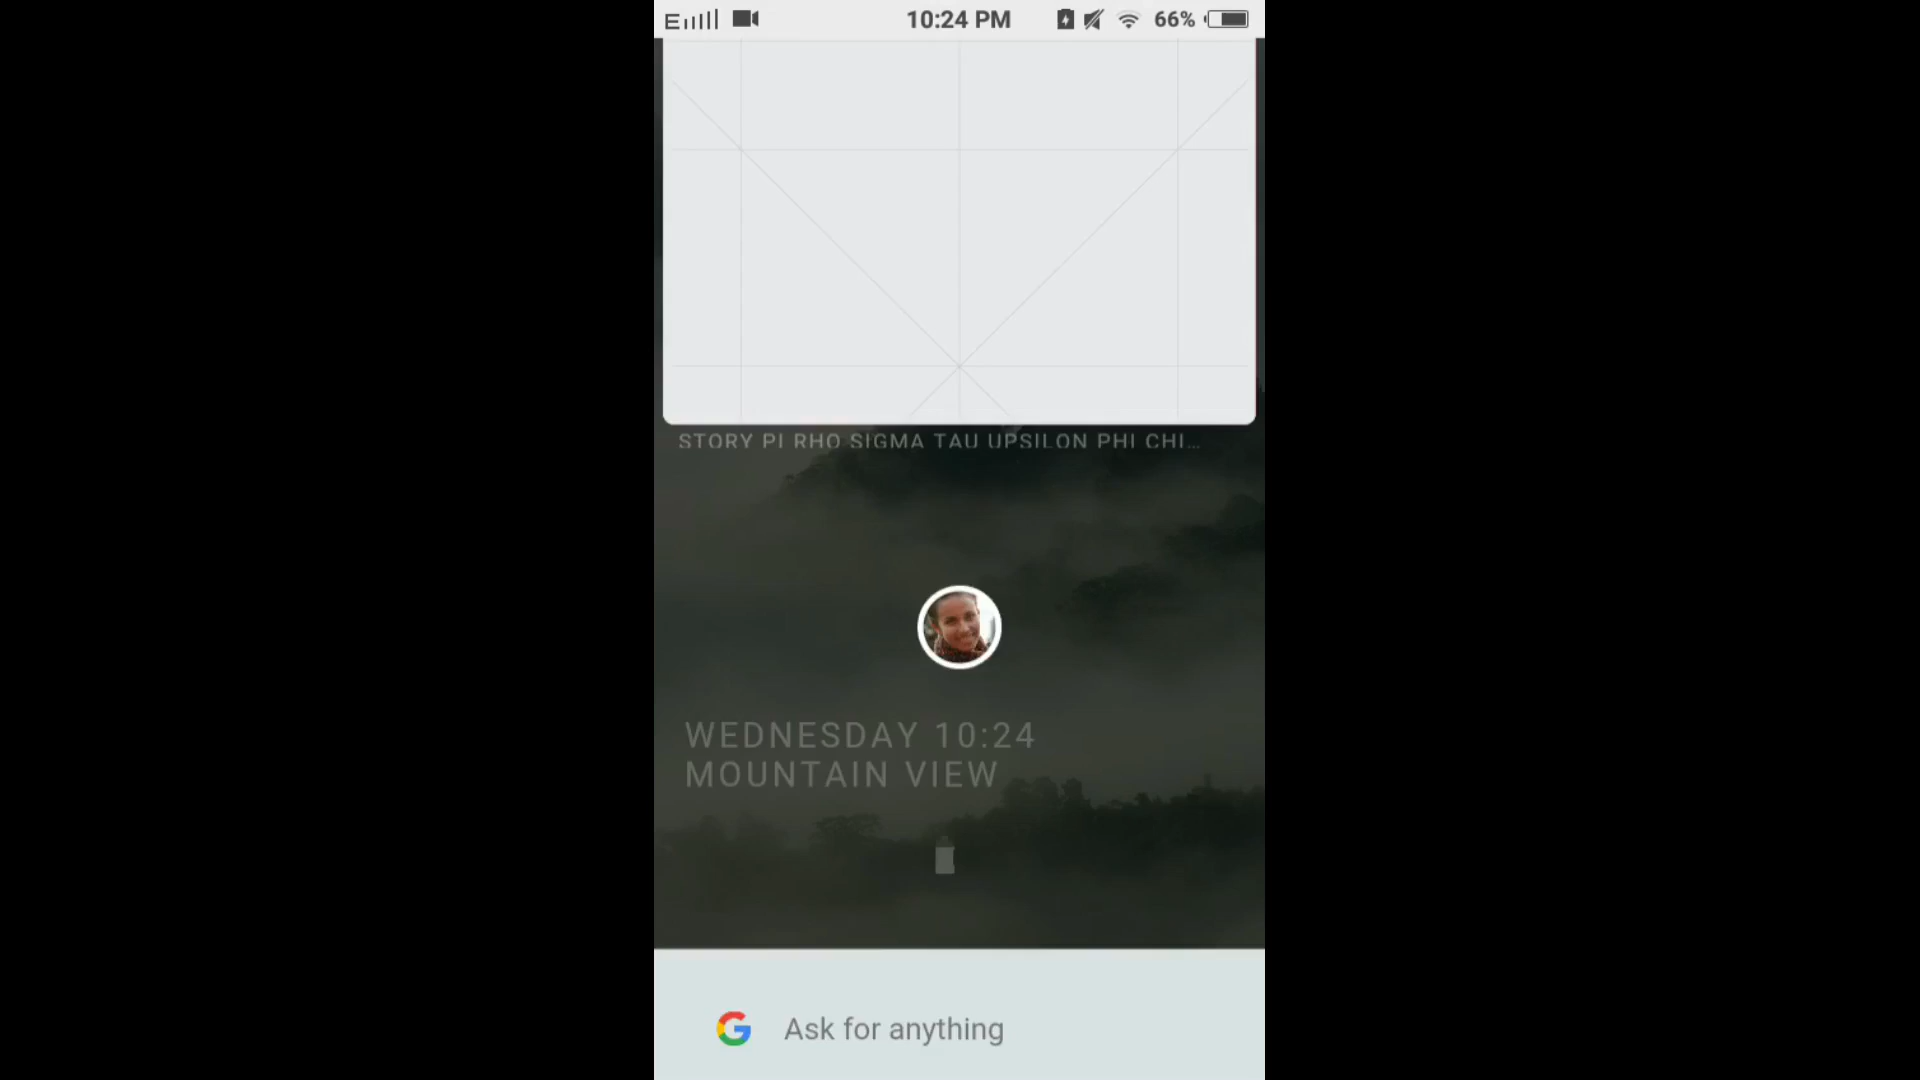 E 10:24 PM 66%
STORY PI RHO SIGMA TAU UPSILON PHI CHI...
WEDNESDAY 10:24
MOUNTAIN VIEW
G Ask for anything